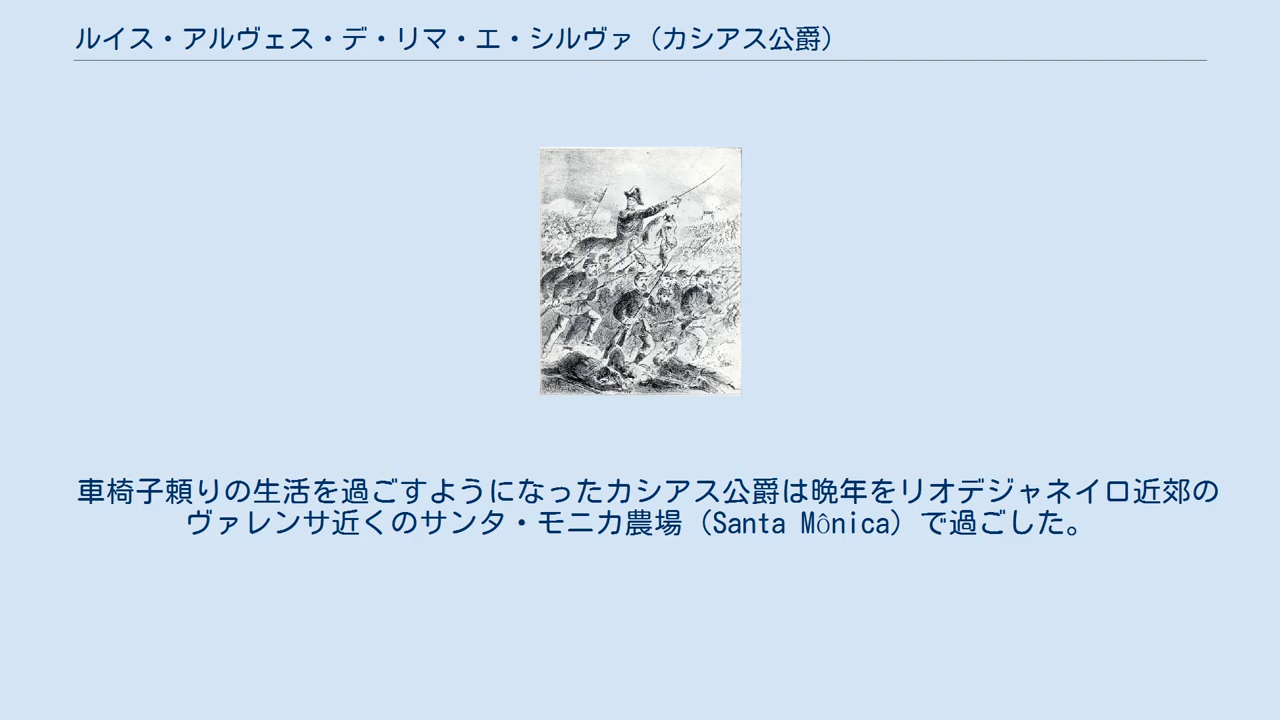 ルイス・アルヴェス・デ・リマ・エ・シルヴァ（カシアス公爵）
車椅子頼りの生活を過ごすようになったカシアス公爵は晩年をリオデジャネイロ近郊の
ヴァレンサ近くのサンタ・モニカ農場（Santa Mônica）で過ごした。